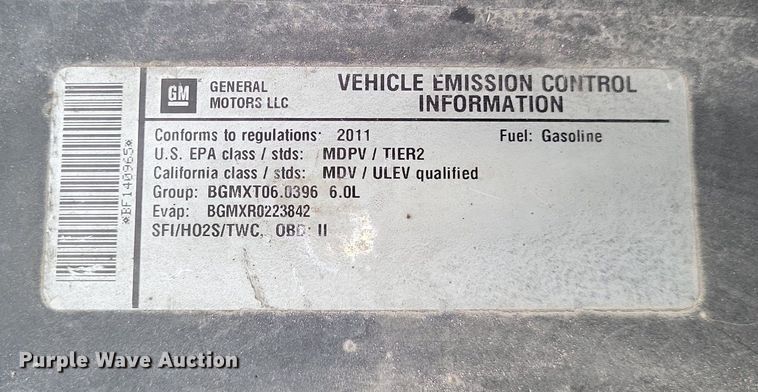 *BF140965*
GM
GENERAL
MOTORS LLC
VEHICLE EMISSION CONTROL
INFORMATION
Conforms to regulations: 2011 Fuel: Gasoline
U.S. EPA class / stds: MDPV / TIER2
California class / stds: MDV / ULEV qualified
Group: BGMXT06.0396 6.0L
Evap: BGMXR0223842
SFI/HO2S/TWC, OBD: II
Purple Wave Auction